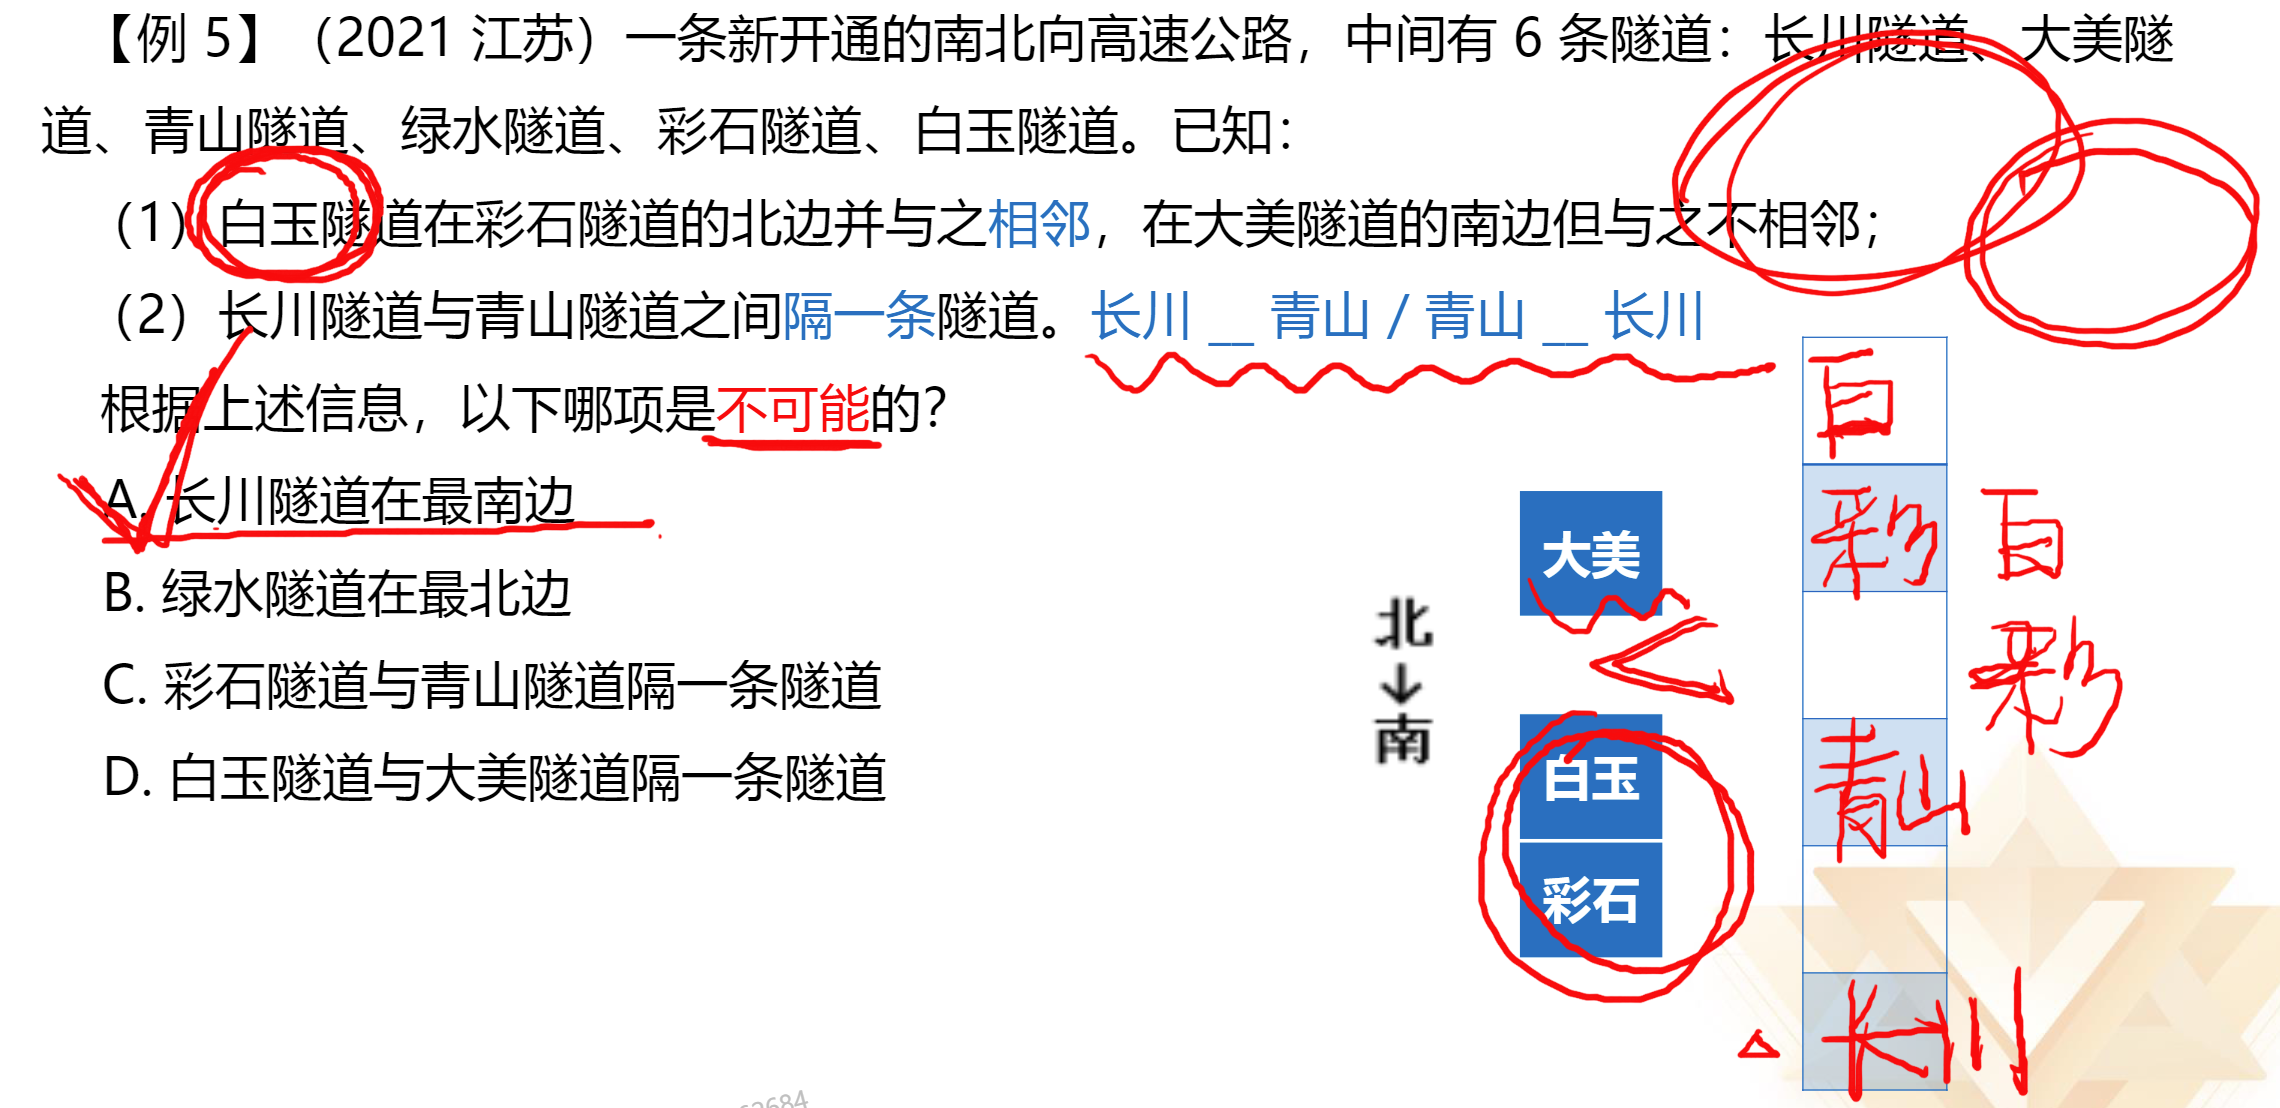 【例 5】（2021 江苏）一条新开通的南北向高速公路，中间有 6 条隧道：长川隧道、大美隧
道、青山隧道、绿水隧道、彩石隧道、白玉隧道。已知：
（1）白玉隧道在彩石隧道的北边并与之相邻，在大美隧道的南边但与之不相邻；
（2）长川隧道与青山隧道之间隔一条隧道。长川 __ 青山 / 青山 __ 长川
根据上述信息，以下哪项是不可能的？
A. 长川隧道在最南边
B. 绿水隧道在最北边
C. 彩石隧道与青山隧道隔一条隧道
D. 白玉隧道与大美隧道隔一条隧道
北
↓
南
大美
白玉
彩石
白
彩
青山
长川
白
彩